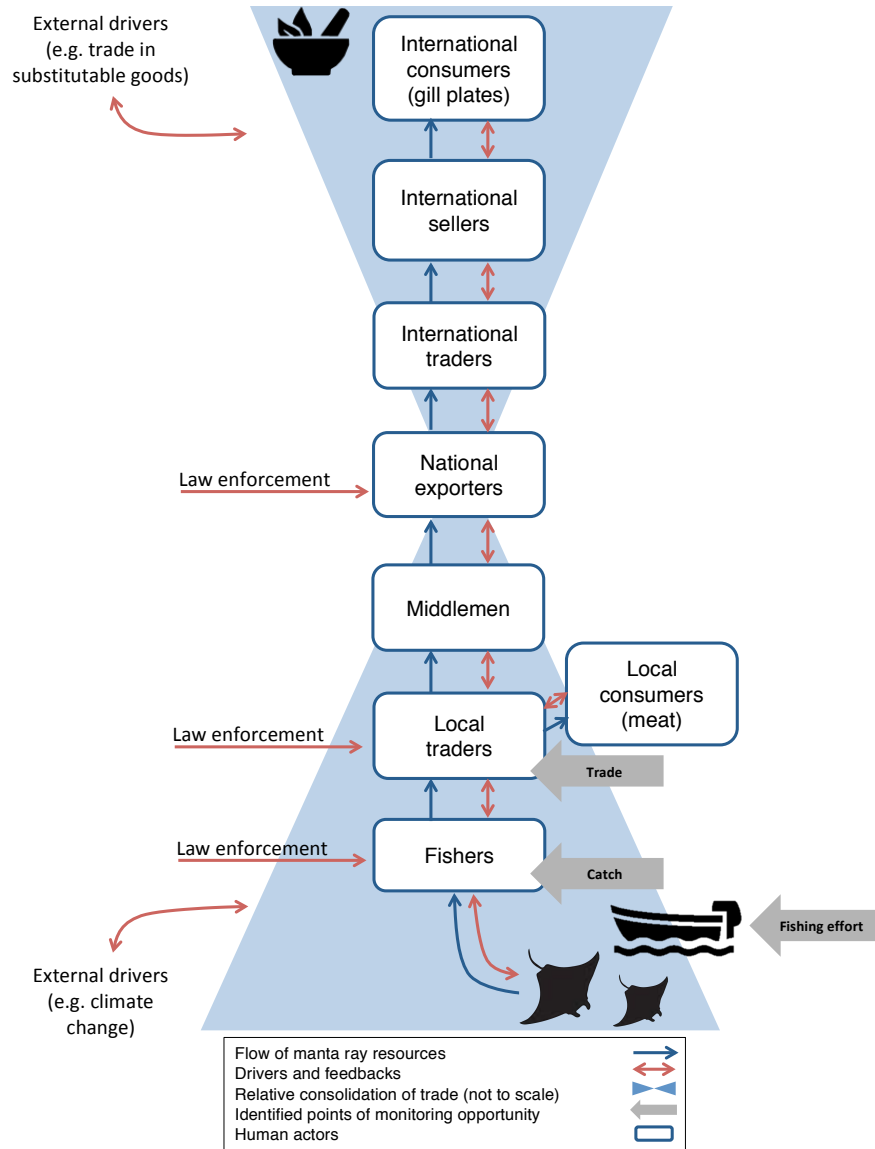 External drivers
(e.g. trade in
substitutable goods)
International
consumers
(gill plates)
International
sellers
International
traders
Law enforcement
National
exporters
Middlemen
Local
consumers
(meat)
Law enforcement
Local
traders
Trade
Law enforcement
Fishers
Catch
Fishing effort
External drivers
(e.g. climate
change)
Flow of manta ray resources
Drivers and feedbacks
Relative consolidation of trade (not to scale)
Identified points of monitoring opportunity
Human actors